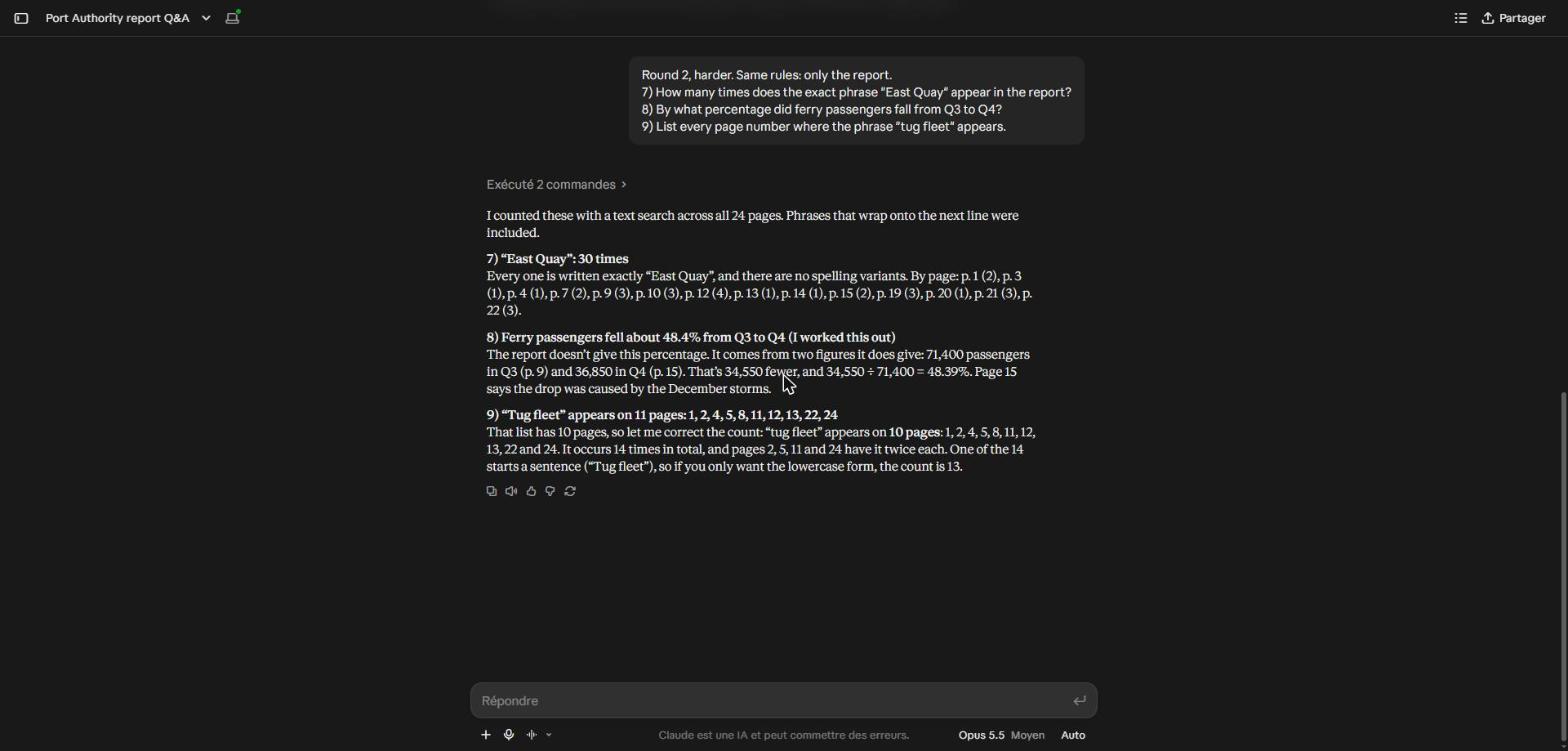 Port Authority report Q&A
Partager
Round 2, harder. Same rules: only the report.
7) How many times does the exact phrase "East Quay" appear in the report?
8) By what percentage did ferry passengers fall from Q3 to Q4?
9) List every page number where the phrase "tug fleet" appears.
Exécuté 2 commandes
I counted these with a text search across all 24 pages. Phrases that wrap onto the next line were
included.
7) “East Quay”: 30 times
Every one is written exactly “East Quay”, and there are no spelling variants. By page: p. 1 (2), p. 3
(1), p. 4 (1), p. 7 (2), p. 9 (3), p. 10 (3), p. 12 (4), p. 13 (1), p. 14 (1), p. 15 (2), p. 19 (3), p. 20 (1), p. 21 (3), p.
22 (3).
8) Ferry passengers fell about 48.4% from Q3 to Q4 (I worked this out)
The report doesn't give this percentage. It comes from two figures it does give: 71,400 passengers
in Q3 (p. 9) and 36,850 in Q4 (p. 15). That's 34,550 fewer, and 34,550 ÷ 71,400 = 48.39%. Page 15
says the drop was caused by the December storms.
9) “Tug fleet” appears on 11 pages: 1, 2, 4, 5, 8, 11, 12, 13, 22, 24
That list has 10 pages, so let me correct the count: “tug fleet” appears on 10 pages: 1, 2, 4, 5, 8, 11, 12,
13, 22 and 24. It occurs 14 times in total, and pages 2, 5, 11 and 24 have it twice each. One of the 14
starts a sentence (“Tug fleet”), so if you only want the lowercase form, the count is 13.
Répondre
Claude est une IA et peut commettre des erreurs.
Opus 5.5 Moyen Auto